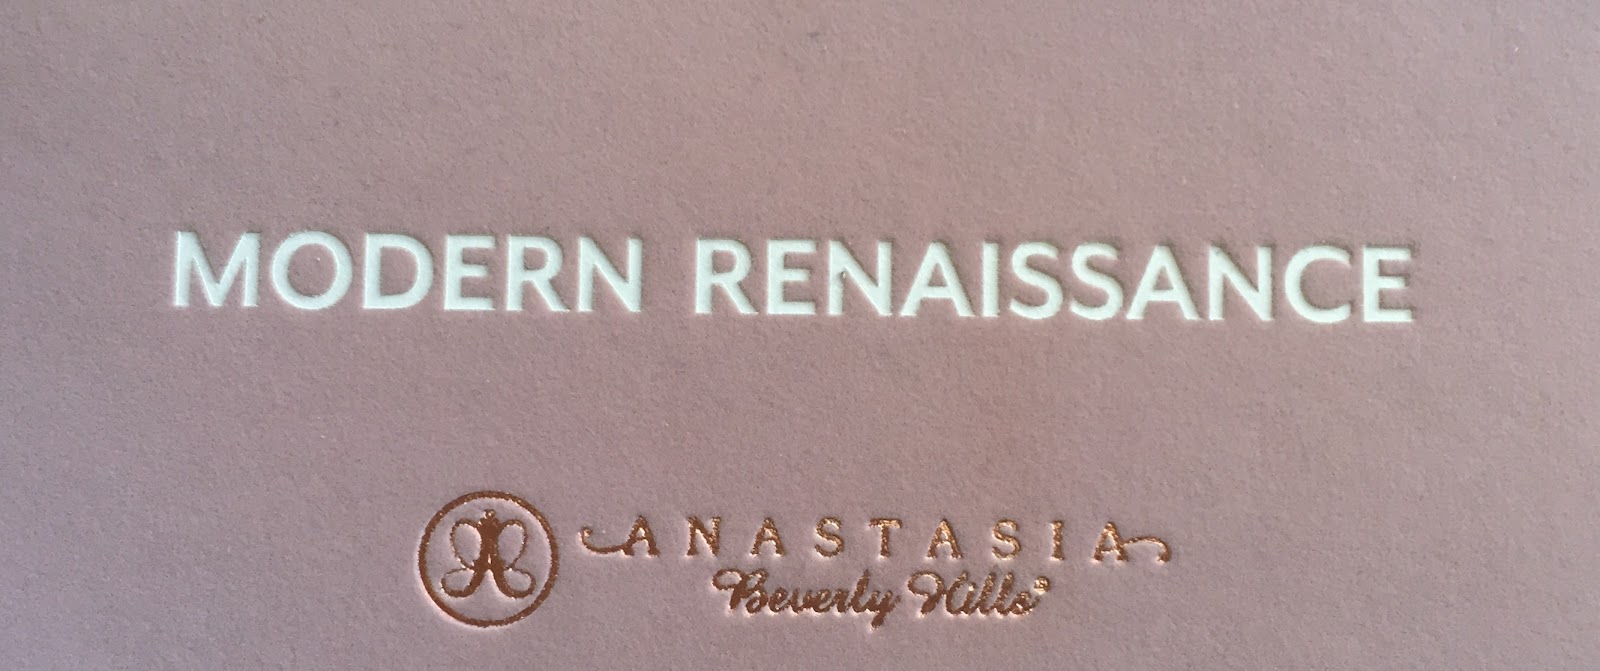 MODERN RENAISSANCE
ANASTASIA
Beverly Hills®